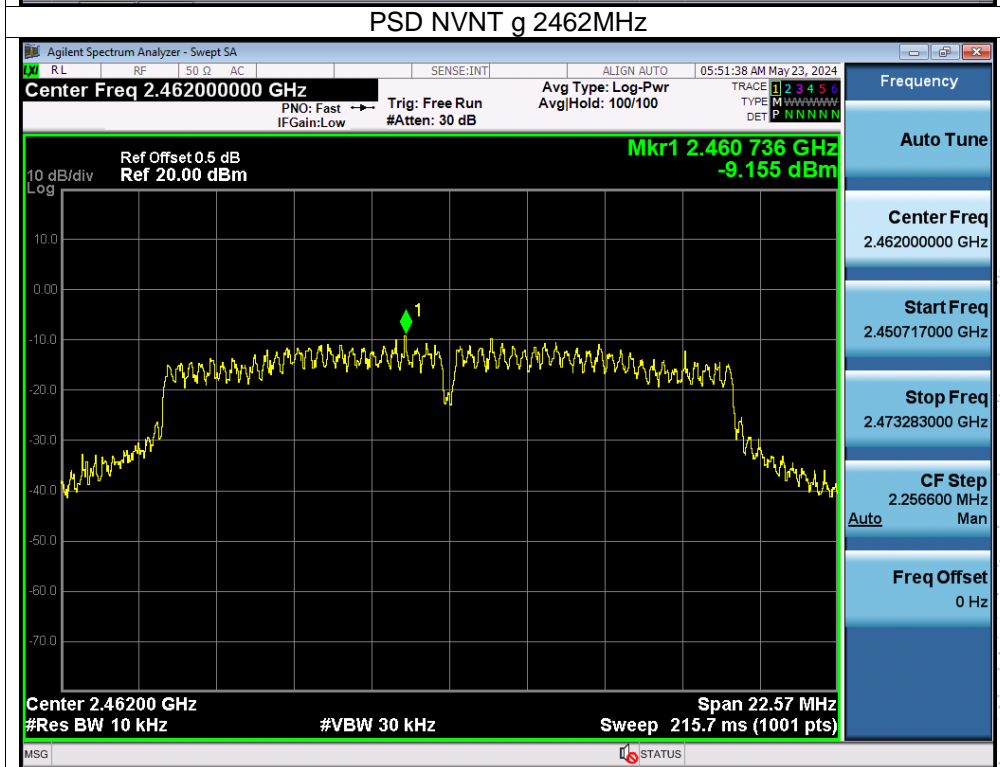 PSD NVNT g 2462MHz
Agilent Spectrum Analyzer - Swept SA
LXI RL RF 50 Ω AC SENSE:INT ALIGN AUTO 05:51:38 AM May 23, 2024
Center Freq 2.462000000 GHz
PNO: Fast
IFGain:Low
Trig: Free Run
#Atten: 30 dB
Avg Type: Log-Pwr
Avg|Hold: 100/100
TRACE 1 2 3 4 5 6
TYPE M WWWWW
DET P N N N N N
Mkr1 2.460 736 GHz
-9.155 dBm
Ref Offset 0.5 dB
10 dB/div Ref 20.00 dBm
Log
10.0
0.00
-10.0
-20.0
-30.0
-40.0
-50.0
-60.0
-70.0
1
Center 2.46200 GHz Span 22.57 MHz
#Res BW 10 kHz #VBW 30 kHz Sweep 215.7 ms (1001 pts)
MSG STATUS
Frequency
Auto Tune
Center Freq
2.462000000 GHz
Start Freq
2.450717000 GHz
Stop Freq
2.473283000 GHz
CF Step
2.256600 MHz
Auto Man
Freq Offset
0 Hz